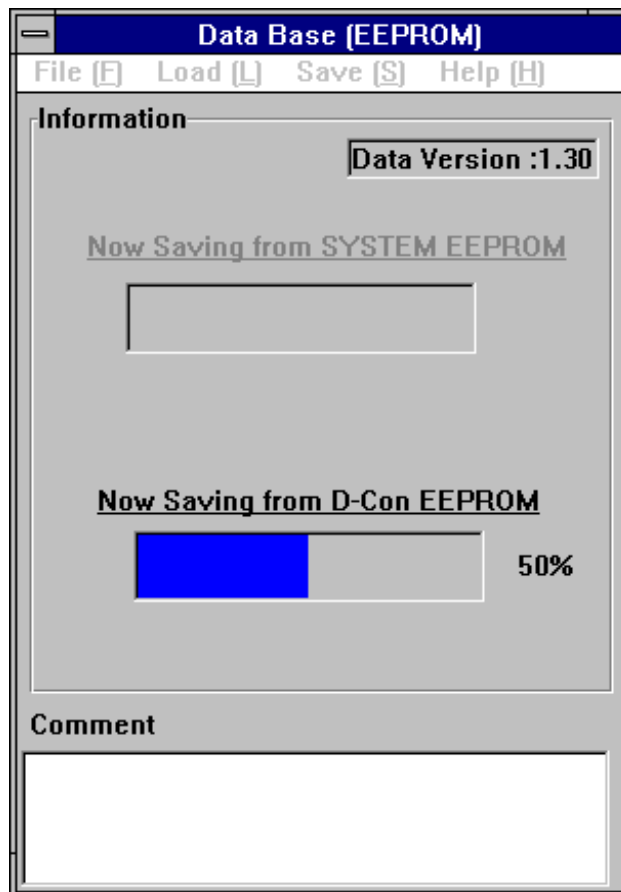 Data Base (EEPROM)
File (F) Load (L) Save (S) Help (H)
Information
Data Version :1.30
Now Saving from SYSTEM EEPROM
Now Saving from D-Con EEPROM
50%
Comment